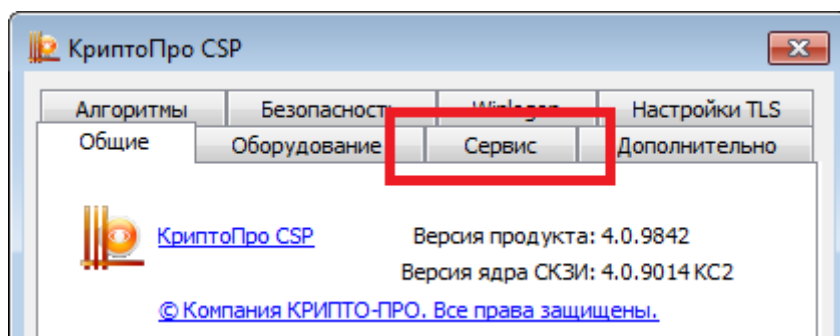 КриптоПро CSP
Алгоритмы Безопасность Winlogon Настройки TLS
Общие Оборудование Сервис Дополнительно
КриптоПро CSP Версия продукта: 4.0.9842
Версия ядра СКЗИ: 4.0.9014 КС2
© Компания КРИПТО-ПРО. Все права защищены.